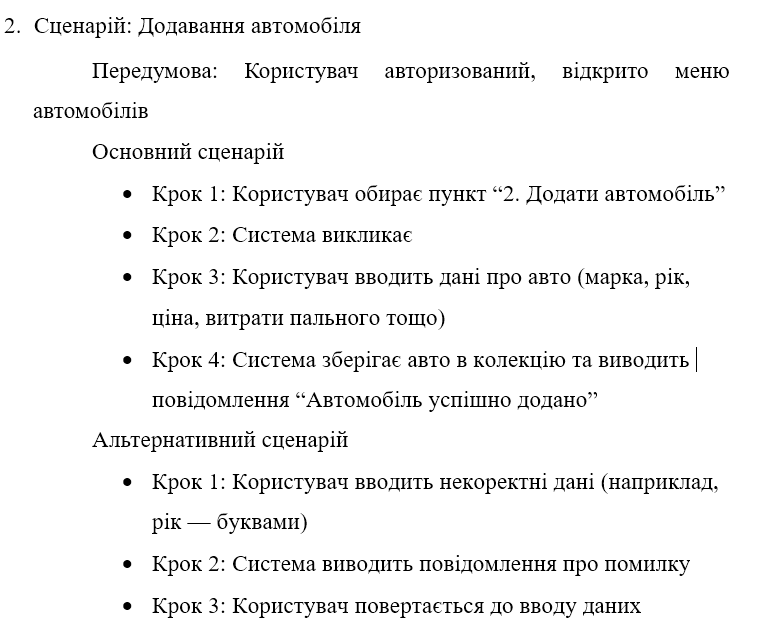 2. Сценарій: Додавання автомобіля
Передумова: Користувач авторизований, відкрито меню
автомобілів
Основний сценарій
• Крок 1: Користувач обирає пункт “2. Додати автомобіль”
• Крок 2: Система викликає
• Крок 3: Користувач вводить дані про авто (марка, рік,
ціна, витрати пального тощо)
• Крок 4: Система зберігає авто в колекцію та виводить
повідомлення “Автомобіль успішно додано”
Альтернативний сценарій
• Крок 1: Користувач вводить некоректні дані (наприклад,
рік — буквами)
• Крок 2: Система виводить повідомлення про помилку
• Крок 3: Користувач повертається до вводу даних